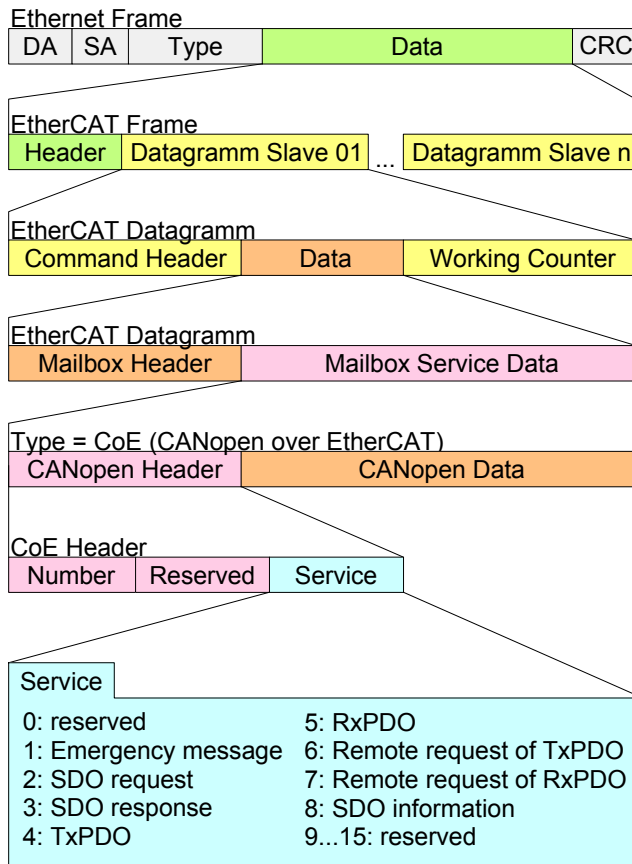 Ethernet Frame
DA SA Type Data CRC
EtherCAT Frame
Header Datagramm Slave 01 ... Datagramm Slave n
EtherCAT Datagramm
Command Header Data Working Counter
EtherCAT Datagramm
Mailbox Header Mailbox Service Data
Type = CoE (CANopen over EtherCAT)
CANopen Header CANopen Data
CoE Header
Number Reserved Service
Service
0: reserved
1: Emergency message
2: SDO request
3: SDO response
4: TxPDO
5: RxPDO
6: Remote request of TxPDO
7: Remote request of RxPDO
8: SDO information
9...15: reserved